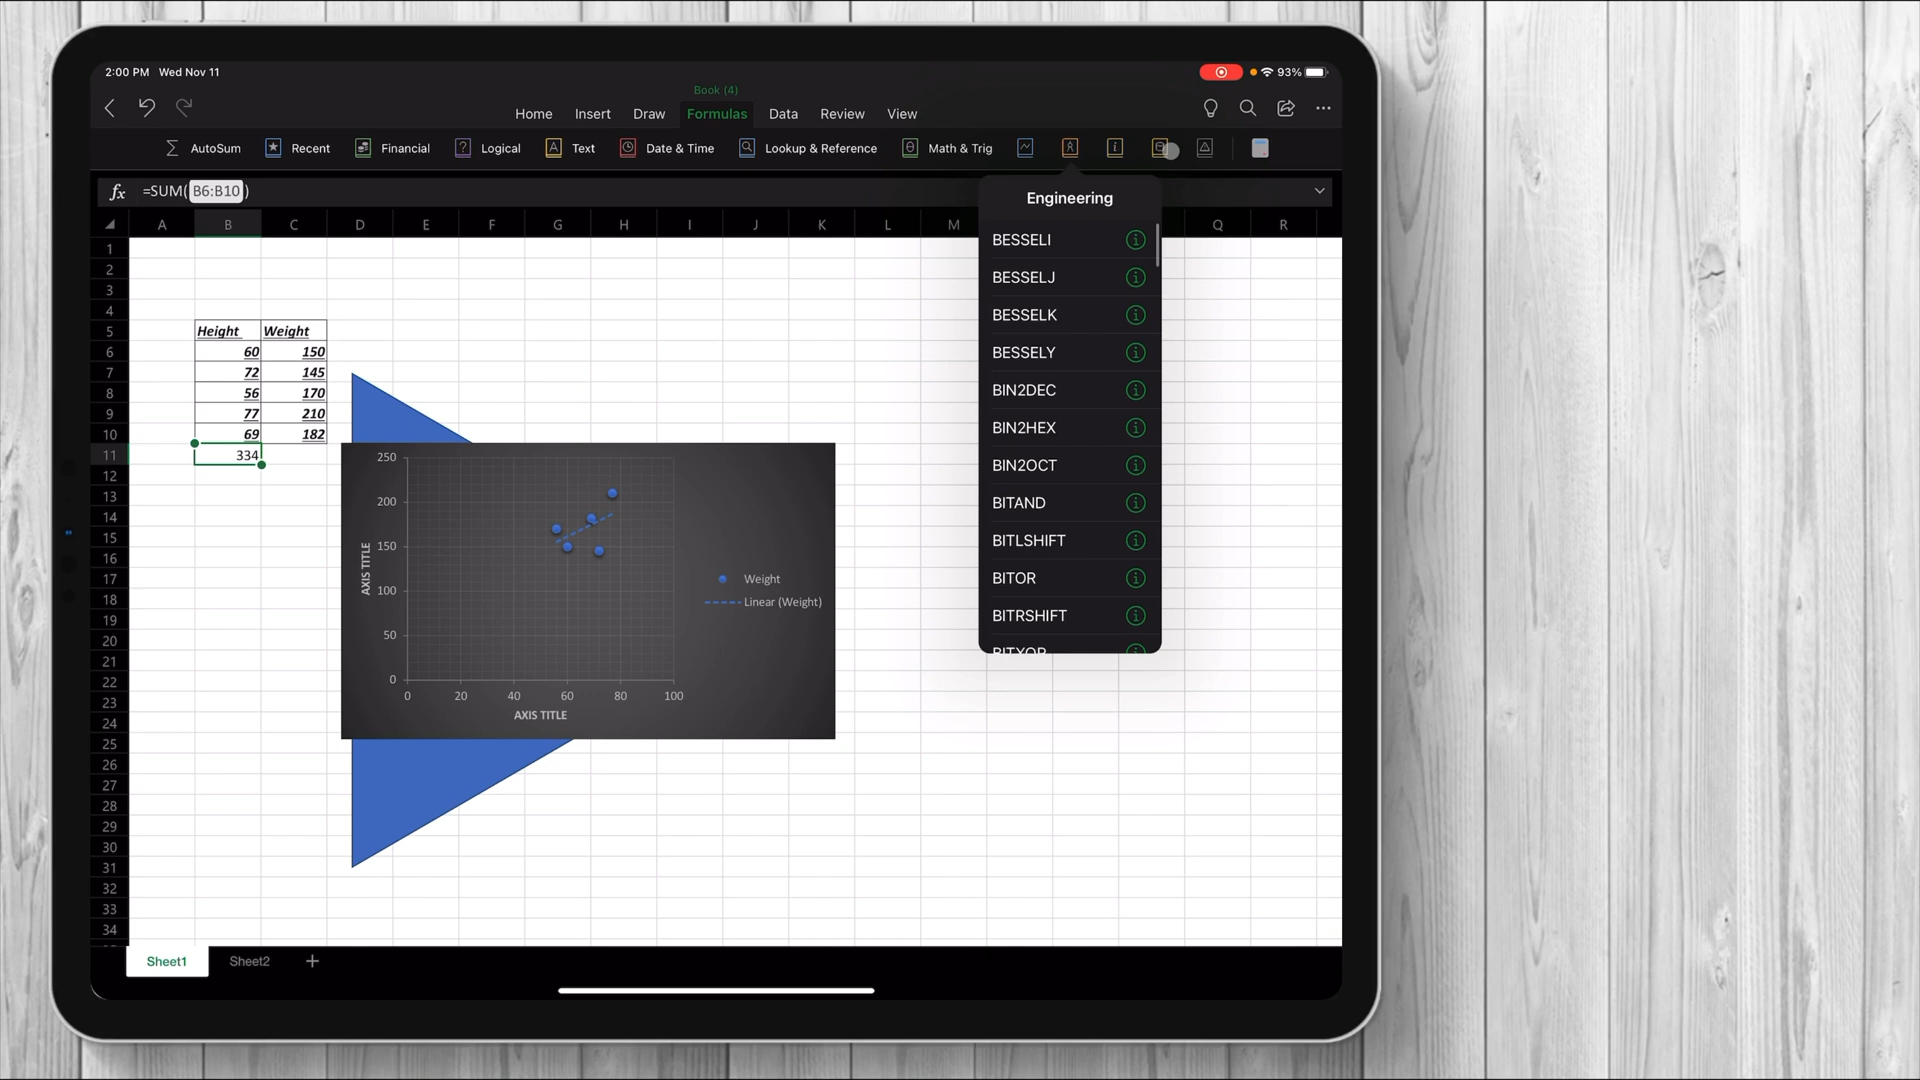 2:00 PM Wed Nov 11
93%
Book (4)
Home Insert Draw Formulas Data Review View
AutoSum Recent Financial Logical Text Date & Time Lookup & Reference Math & Trig
fx =SUM( B6:B10 )
A B C D E F G H I J K L M Q R
1
2
3
4
5 Height Weight
6 60 150
7 72 145
8 56 170
9 77 210
10 69 182
11 334
12
13
14
15
16
17
18
19
20
21
22
23
24
25
26
27
28
29
30
31
32
33
34
Engineering
BESSELI
BESSELJ
BESSELK
BESSELY
BIN2DEC
BIN2HEX
BIN2OCT
BITAND
BITLSHIFT
BITOR
BITRSHIFT
BITXOR
250
200
150
100
50
0
0 20 40 60 80 100
AXIS TITLE
AXIS TITLE
Weight
Linear (Weight)
Sheet1 Sheet2 +